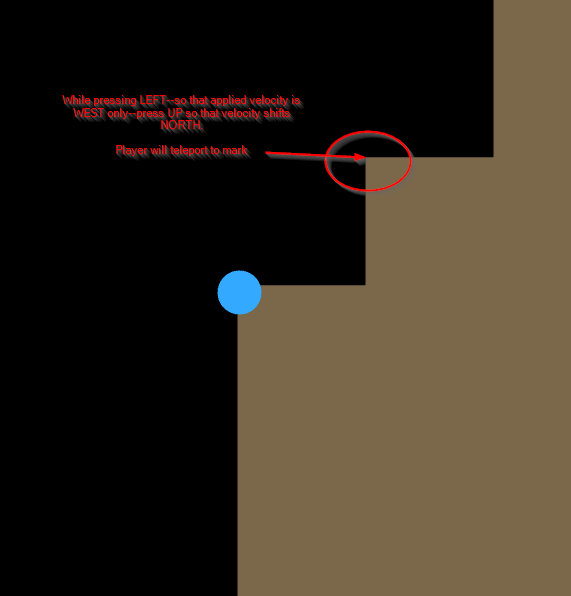 While pressing LEFT--so that applied velocity is
WEST only--press UP so that velocity shifts
NORTH.
Player will teleport to mark